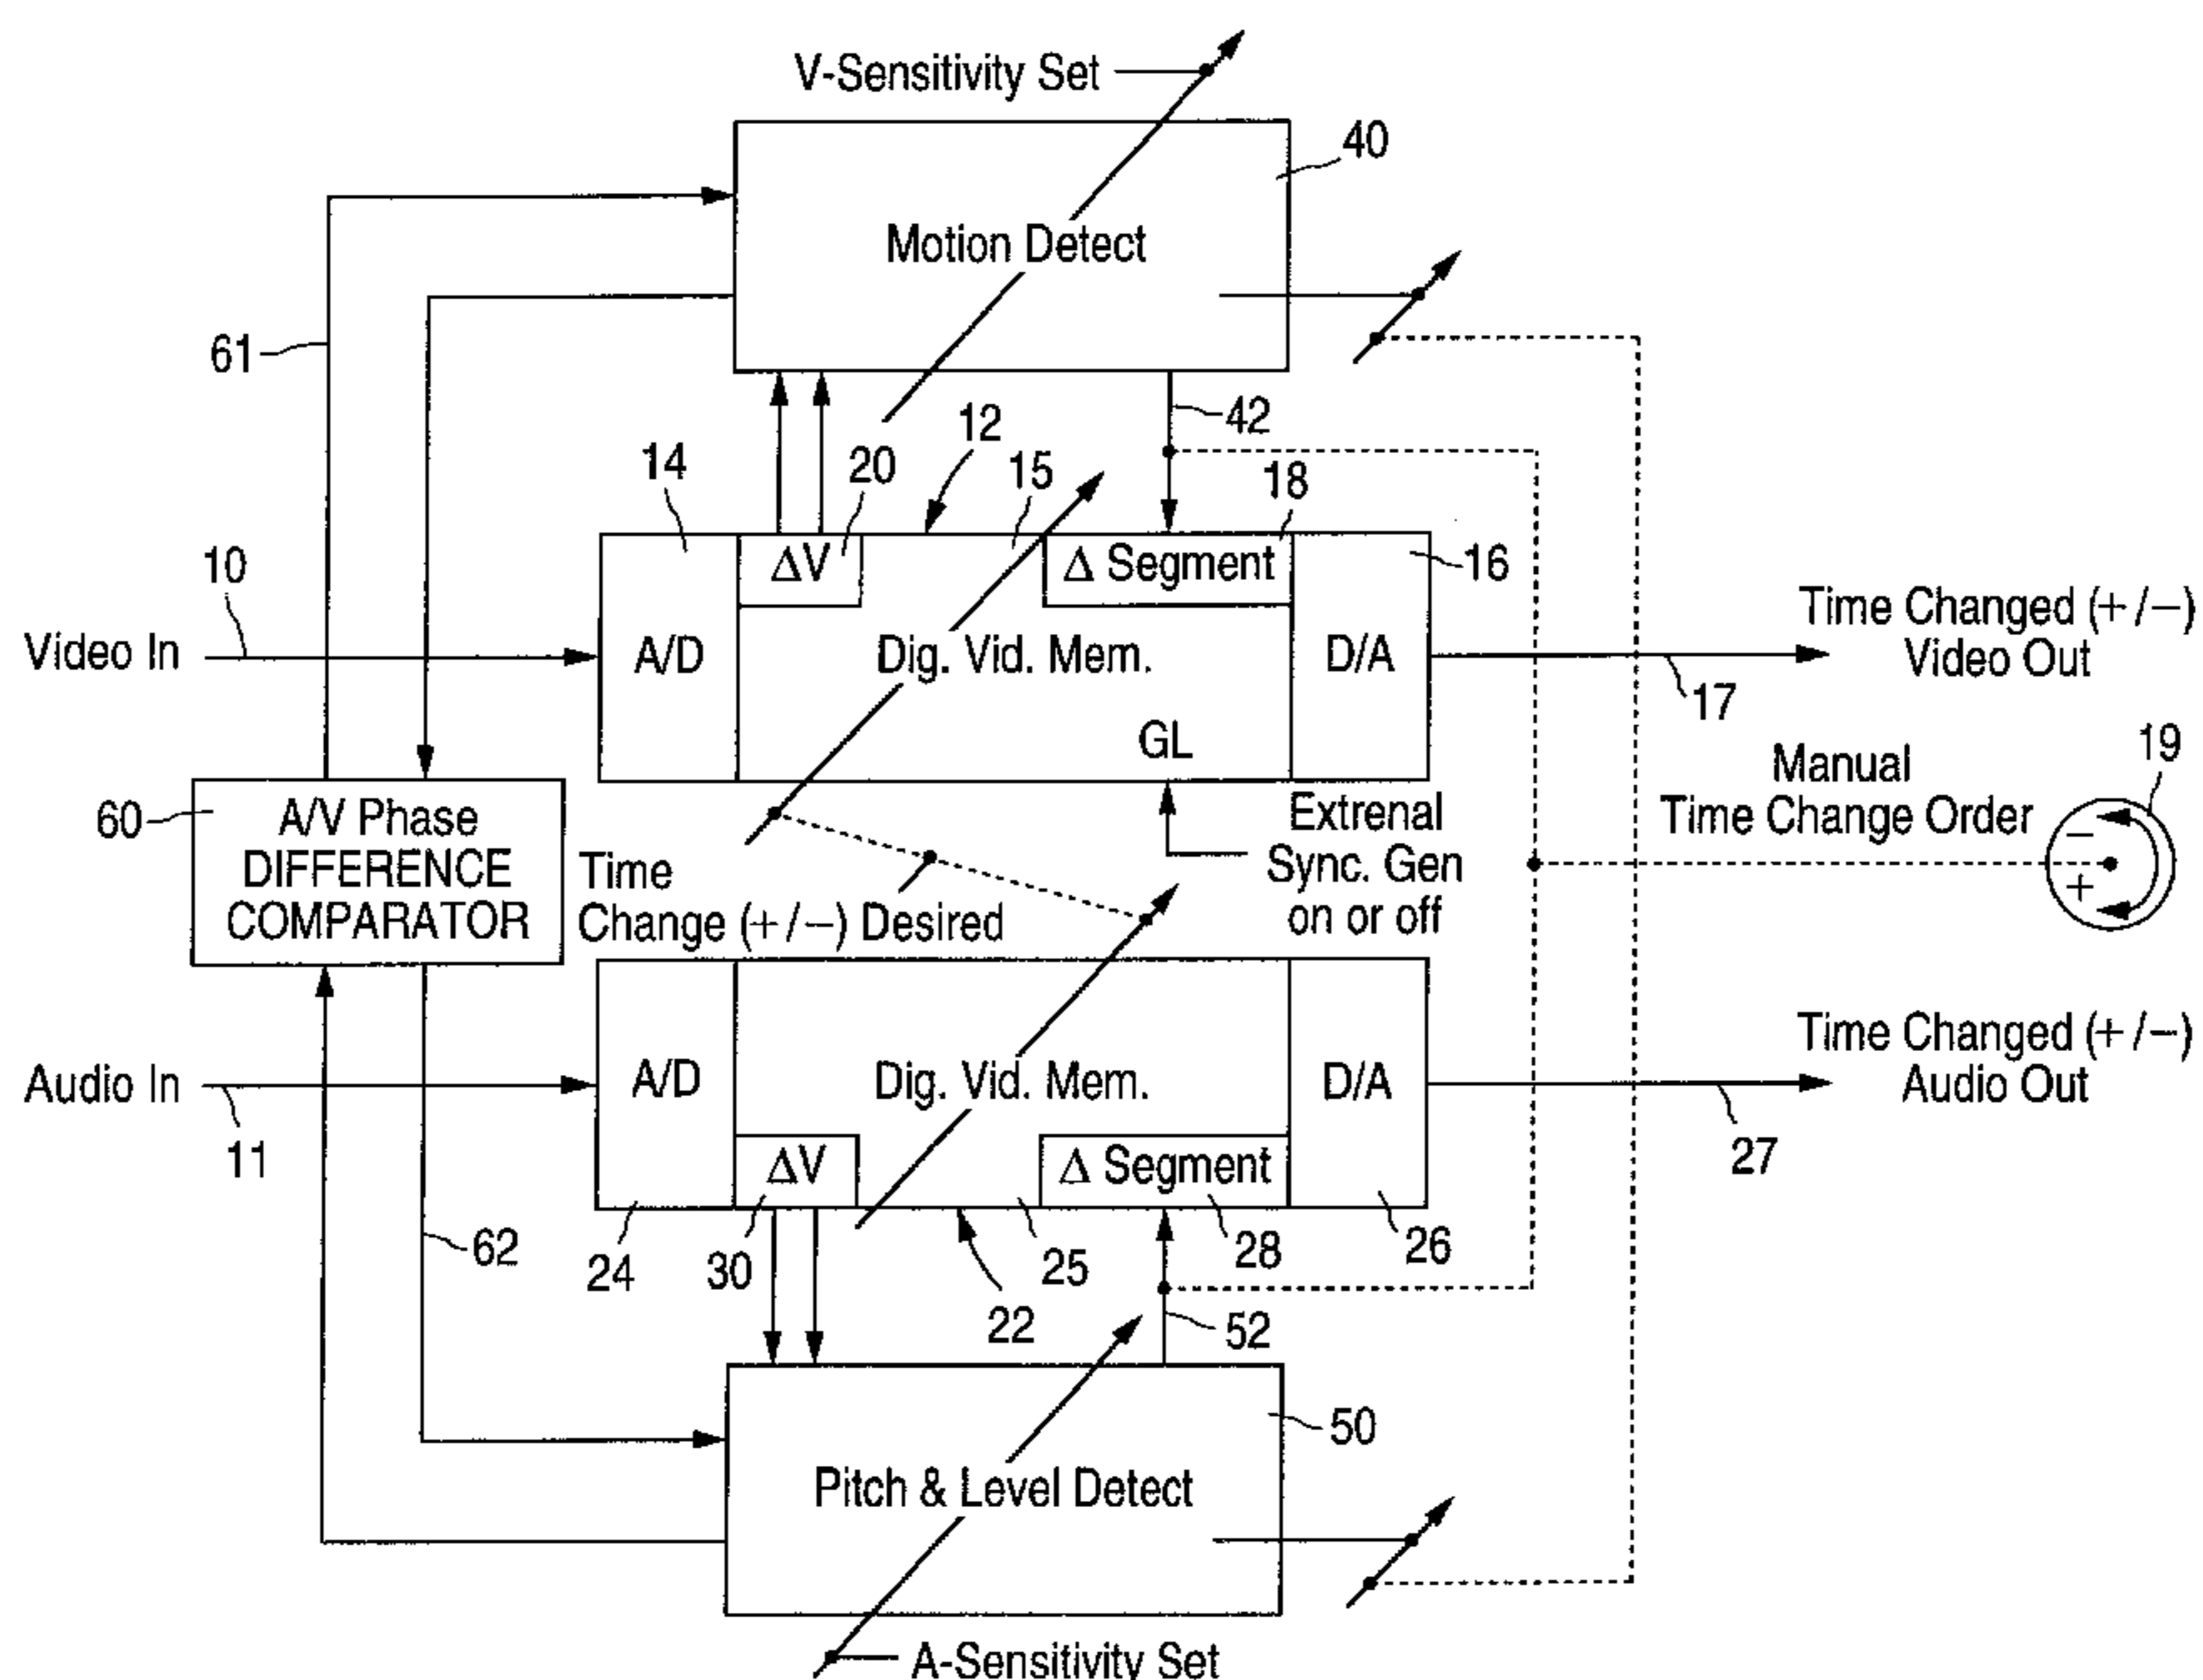 V-Sensitivity Set
40
Motion Detect
61
42
12
14
20
15
18
ΔV
Δ Segment
16
10
Video In
A/D
Dig. Vid. Mem.
D/A
Time Changed (+/−)
Video Out
17
GL
19
Manual
Time Change Order
−
+
60
A/V Phase
DIFFERENCE
COMPARATOR
Time
Change (+/−) Desired
Extrenal
Sync. Gen
on or off
Audio In
11
A/D
Dig. Vid. Mem.
D/A
Time Changed (+/−)
Audio Out
27
ΔV
Δ Segment
62
24
30
25
28
26
22
52
50
Pitch & Level Detect
A-Sensitivity Set